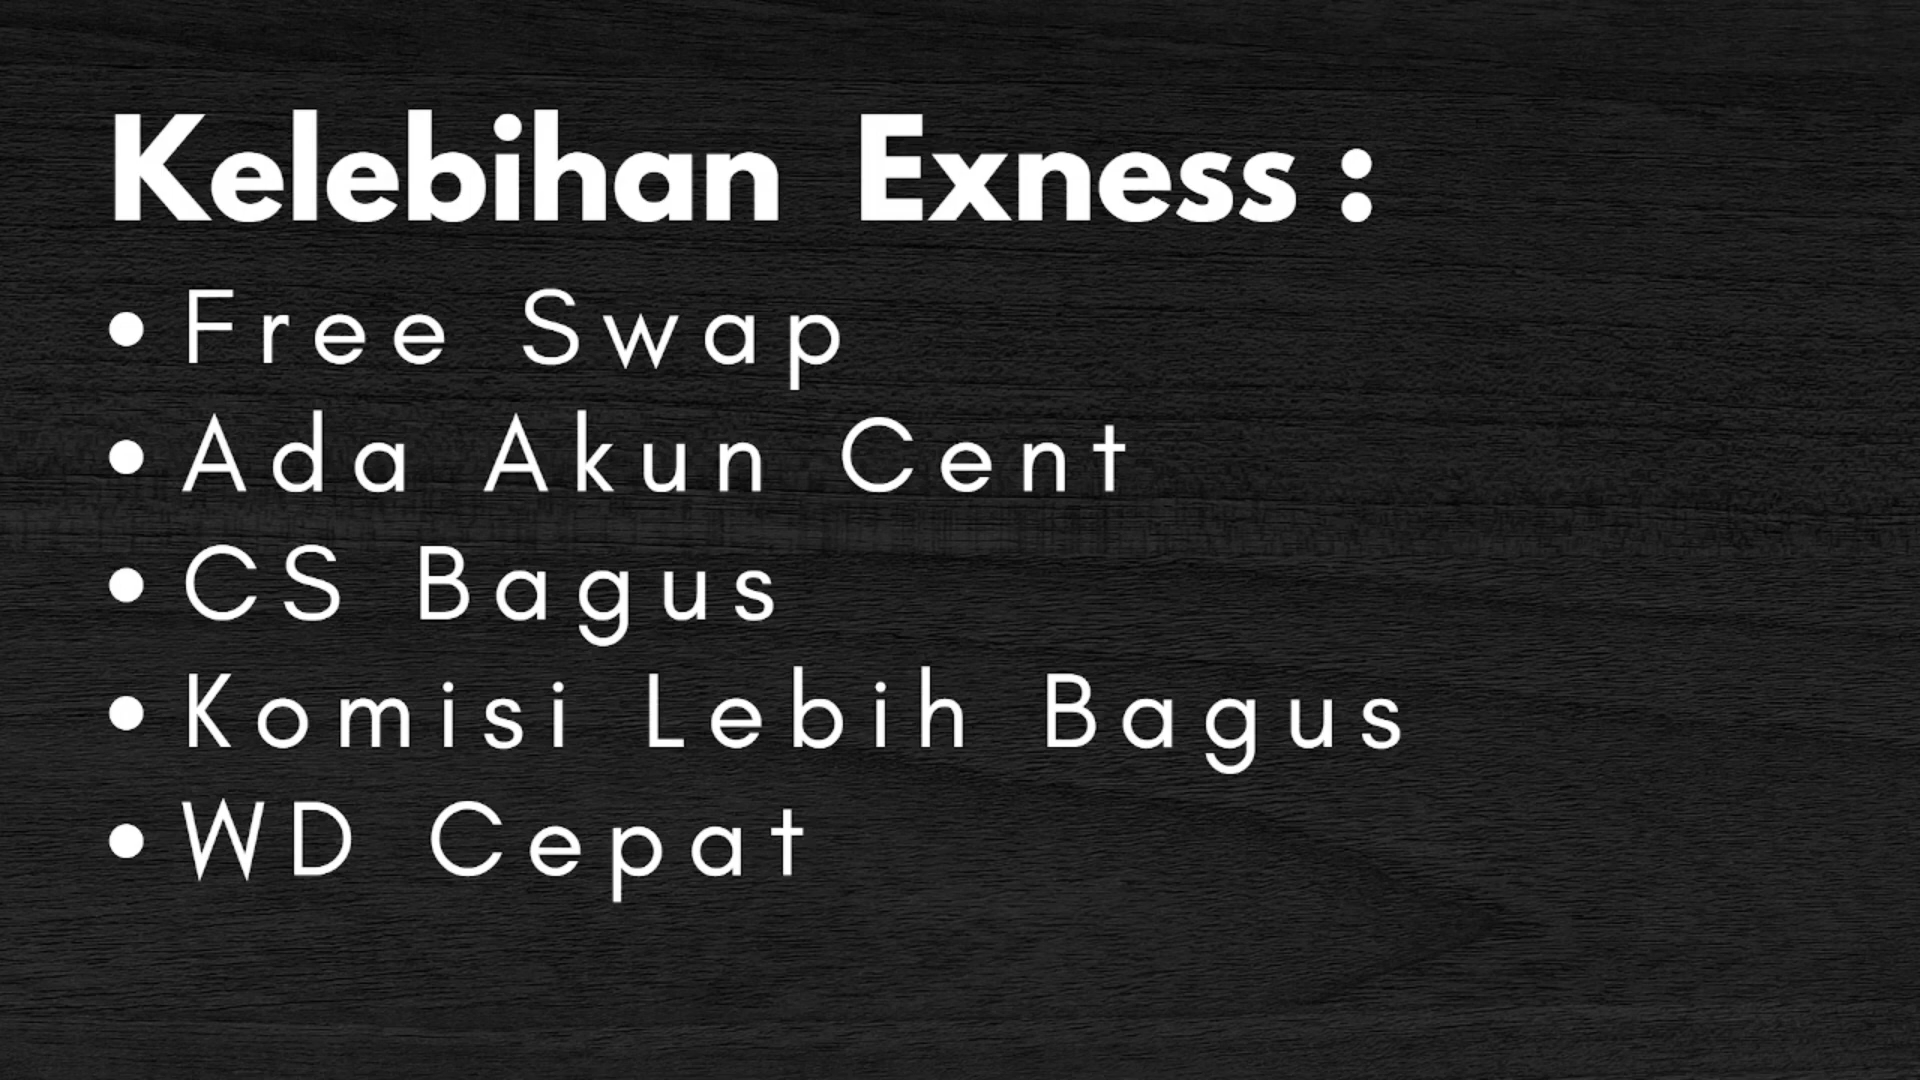 Kelebihan Exness :
• Free Swap
• Ada Akun Cent
• CS Bagus
• Komisi Lebih Bagus
• WD Cepat